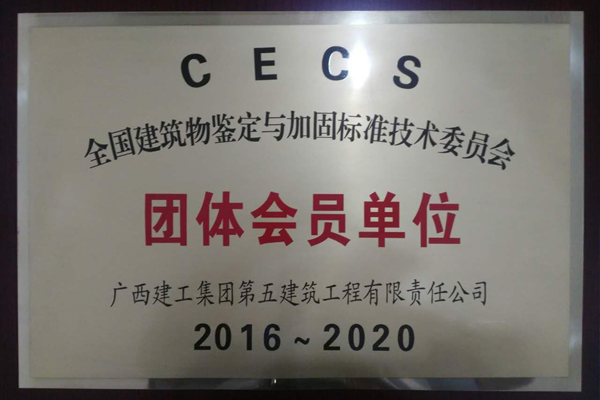 CECS
全国建筑物鉴定与加固标准技术委员会
团体会员单位
广西建工集团第五建筑工程有限责任公司
2016～2020